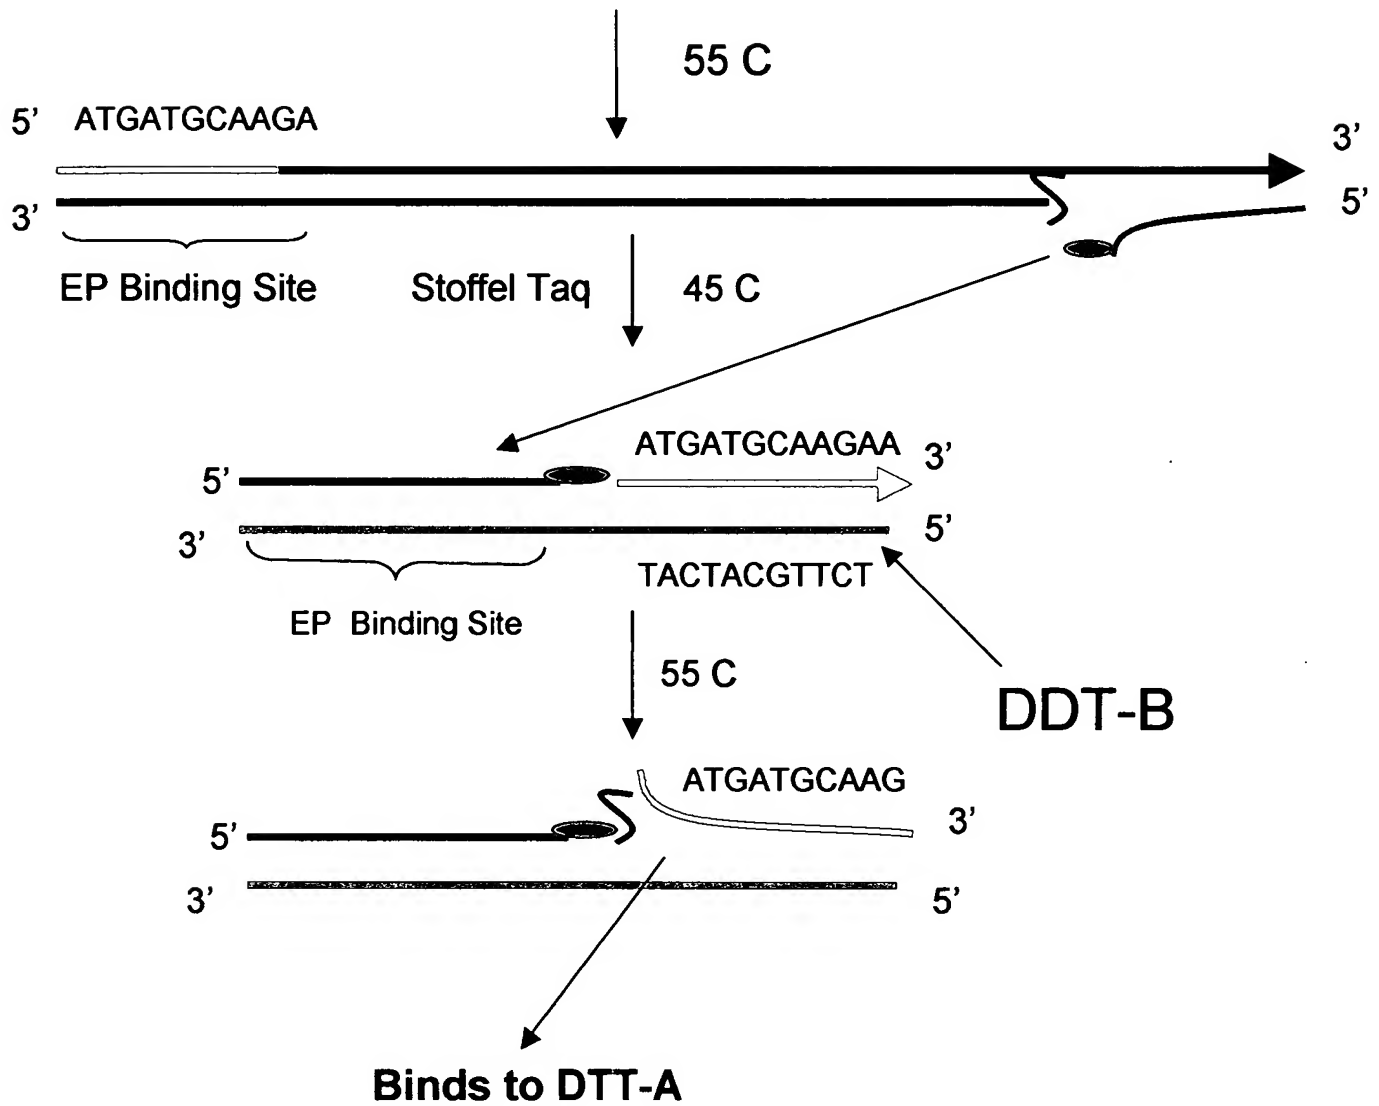 55 C
5’ ATGATGCAAGA
3’
3’
5’
EP Binding Site Stoffel Taq 45 C
ATGATGCAAGAA 3’
5’
3’ 5’
TACTACGTTCT
EP Binding Site
55 C
DDT-B
ATGATGCAAG
5’ 3’
3’ 5’
Binds to DTT-A